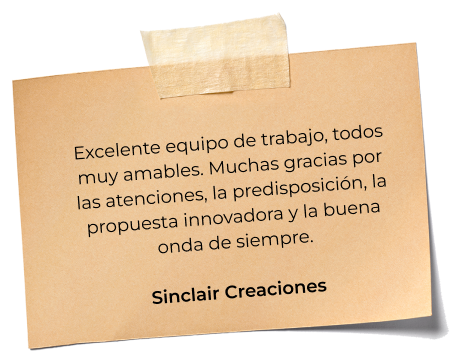 Excelente equipo de trabajo, todos
muy amables. Muchas gracias por
las atenciones, la predisposición, la
propuesta innovadora y la buena
onda de siempre.
Sinclair Creaciones